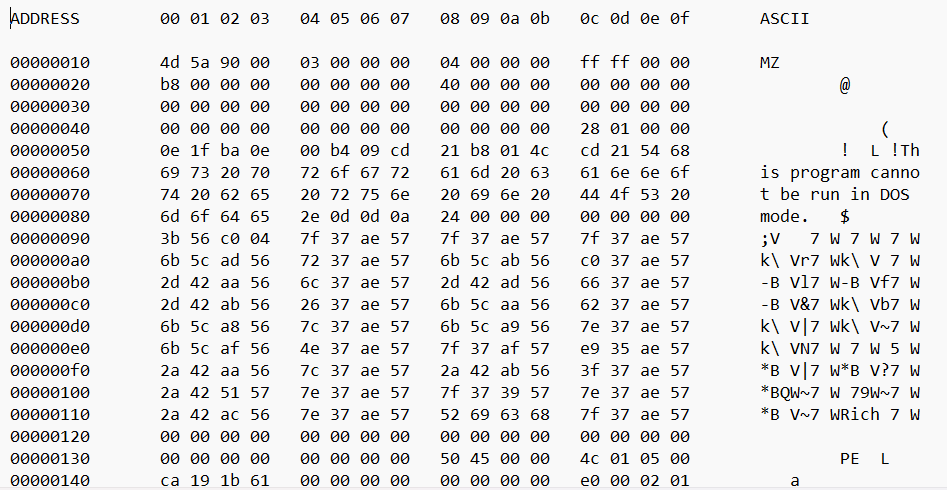 ADDRESS 00 01 02 03 04 05 06 07 08 09 0a 0b 0c 0d 0e 0f ASCII
00000010 4d 5a 90 00 03 00 00 00 04 00 00 00 ff ff 00 00 MZ
00000020 b8 00 00 00 00 00 00 00 40 00 00 00 00 00 00 00 @
00000030 00 00 00 00 00 00 00 00 00 00 00 00 00 00 00 00
00000040 00 00 00 00 00 00 00 00 00 00 00 00 28 01 00 00 (
00000050 0e 1f ba 0e 00 b4 09 cd 21 b8 01 4c cd 21 54 68 ! L !Th
00000060 69 73 20 70 72 6f 67 72 61 6d 20 63 61 6e 6e 6f is program canno
00000070 74 20 62 65 20 72 75 6e 20 69 6e 20 44 4f 53 20 t be run in DOS
00000080 6d 6f 64 65 2e 0d 0d 0a 24 00 00 00 00 00 00 00 mode. $
00000090 3b 56 c0 04 7f 37 ae 57 7f 37 ae 57 7f 37 ae 57 ;V 7 W 7 W 7 W
000000a0 6b 5c ad 56 72 37 ae 57 6b 5c ab 56 c0 37 ae 57 k\ Vr7 Wk\ V 7 W
000000b0 2d 42 aa 56 6c 37 ae 57 2d 42 ad 56 66 37 ae 57 -B Vl7 W-B Vf7 W
000000c0 2d 42 ab 56 26 37 ae 57 6b 5c aa 56 62 37 ae 57 -B V&7 Wk\ Vb7 W
000000d0 6b 5c a8 56 7c 37 ae 57 6b 5c a9 56 7e 37 ae 57 k\ V|7 Wk\ V~7 W
000000e0 6b 5c af 56 4e 37 ae 57 7f 37 af 57 e9 35 ae 57 k\ VN7 W 7 W 5 W
000000f0 2a 42 aa 56 7c 37 ae 57 2a 42 ab 56 3f 37 ae 57 *B V|7 W*B V?7 W
00000100 2a 42 51 57 7e 37 ae 57 7f 37 39 57 7e 37 ae 57 *BQW~7 W 79W~7 W
00000110 2a 42 ac 56 7e 37 ae 57 52 69 63 68 7f 37 ae 57 *B V~7 WRich 7 W
00000120 00 00 00 00 00 00 00 00 00 00 00 00 00 00 00 00
00000130 00 00 00 00 00 00 00 00 50 45 00 00 4c 01 05 00 PE L
00000140 ca 19 1b 61 00 00 00 00 00 00 00 00 e0 00 02 01 a